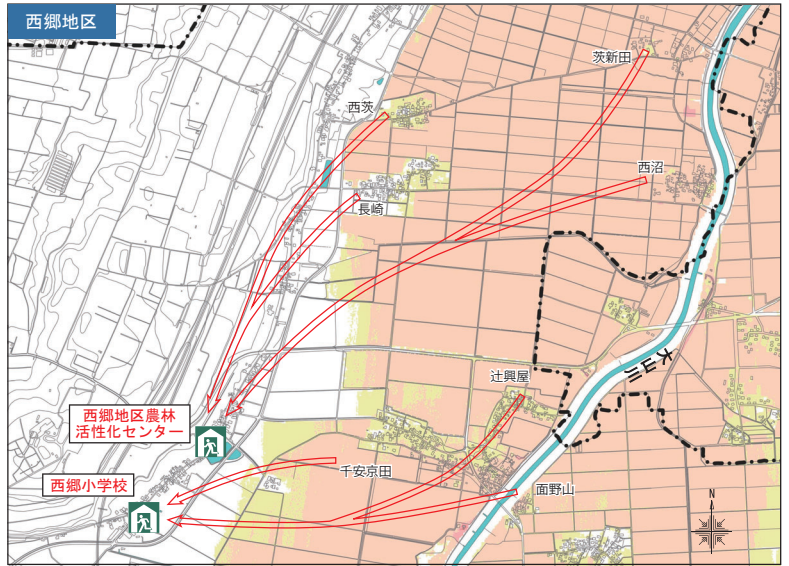 西郷地区
茨新田
西茨
西沼
長崎
大山川
辻興屋
西郷地区農林
活性化センター
千安京田
西郷小学校
面野山
N